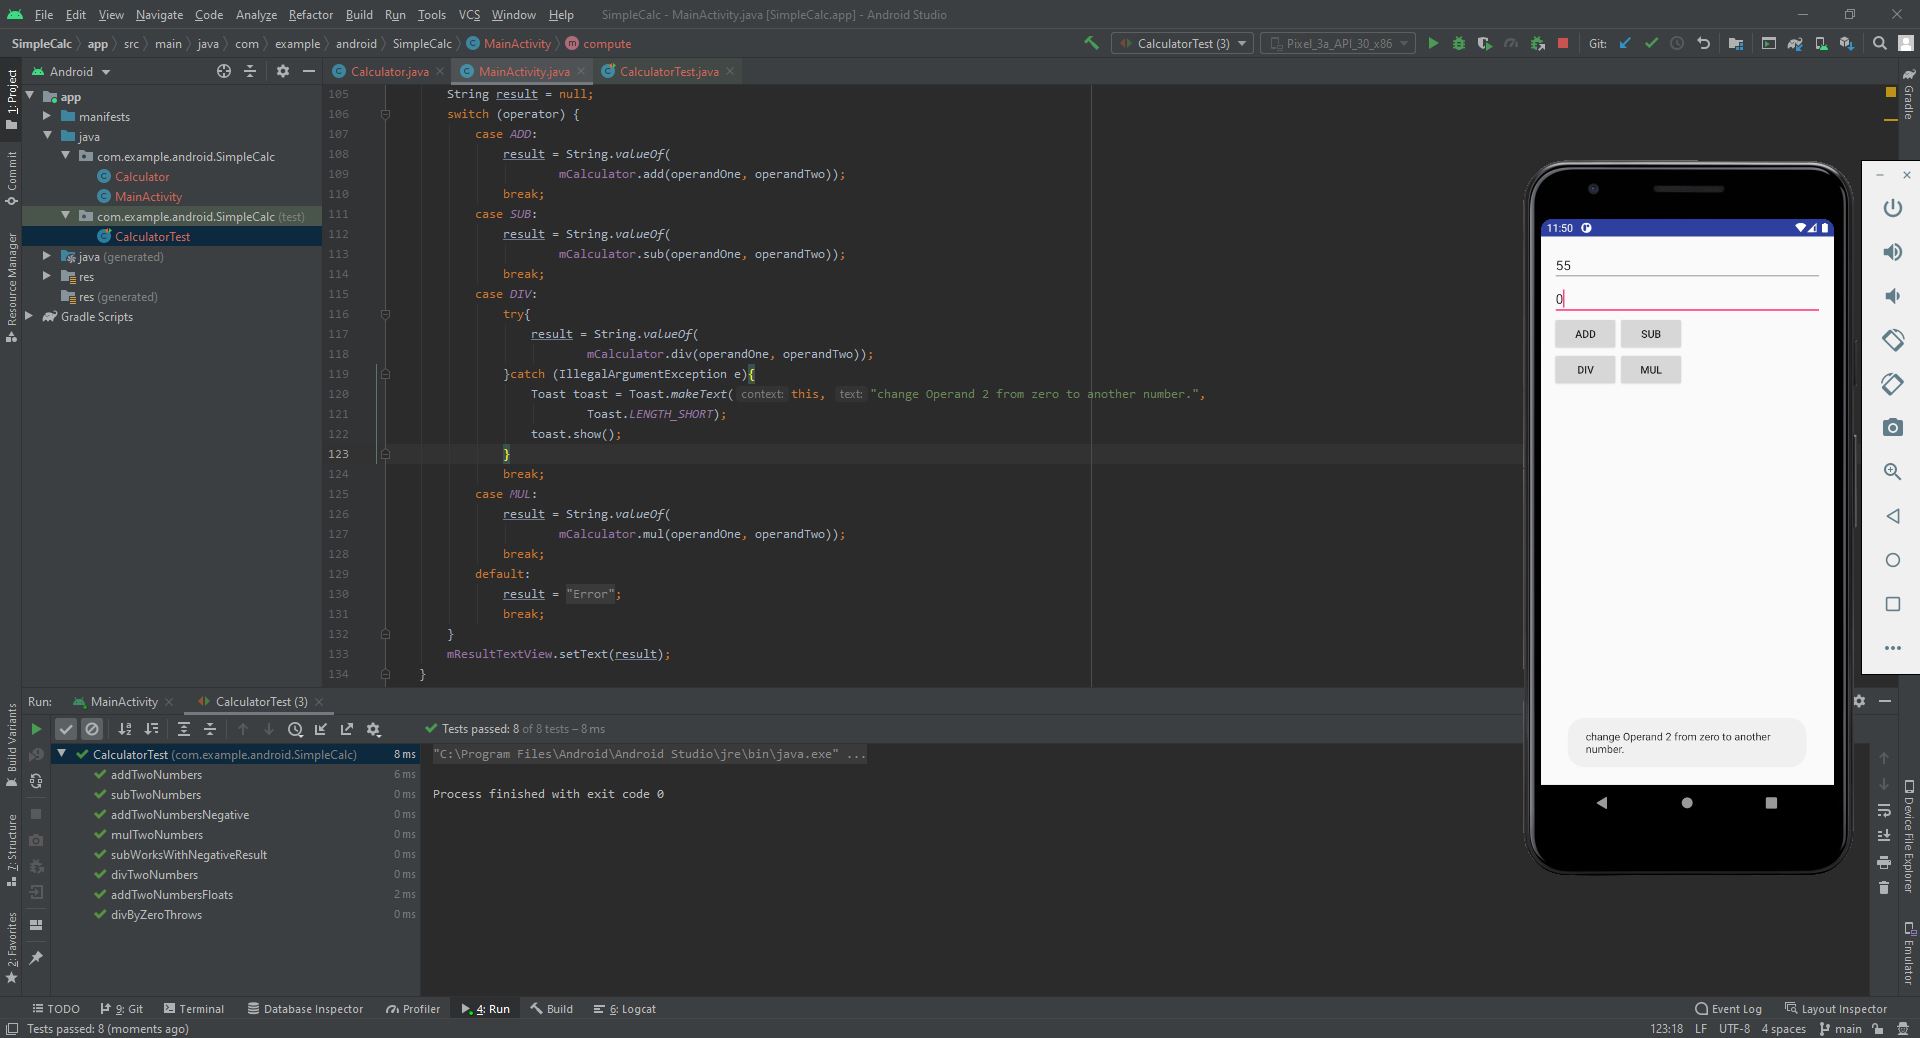 File Edit View Navigate Code Analyze Refactor Build Run Tools VCS Window Help SimpleCalc - MainActivity.java [SimpleCalc.app] - Android Studio
SimpleCalc app src main java com example android SimpleCalc MainActivity compute CalculatorTest (3) Pixel_3a_API_30_x86 Git:
Android Calculator.java MainActivity.java CalculatorTest.java
1: Project
Commit
Resource Manager
app
manifests
java
com.example.android.SimpleCalc
Calculator
MainActivity
com.example.android.SimpleCalc (test)
CalculatorTest
java (generated)
res
res (generated)
Gradle Scripts
105 String result = null;
106 switch (operator) {
107 case ADD:
108 result = String.valueOf(
109 mCalculator.add(operandOne, operandTwo));
110 break;
111 case SUB:
112 result = String.valueOf(
113 mCalculator.sub(operandOne, operandTwo));
114 break;
115 case DIV:
116 try{
117 result = String.valueOf(
118 mCalculator.div(operandOne, operandTwo));
119 }catch (IllegalArgumentException e){
120 Toast toast = Toast.makeText( context: this, text: "change Operand 2 from zero to another number.",
121 Toast.LENGTH_SHORT);
122 toast.show();
123 }
124 break;
125 case MUL:
126 result = String.valueOf(
127 mCalculator.mul(operandOne, operandTwo));
128 break;
129 default:
130 result = "Error";
131 break;
132 }
133 mResultTextView.setText(result);
134 }
Gradle
11:50
55
0
ADD SUB
DIV MUL
change Operand 2 from zero to another
number.
Run: MainActivity CalculatorTest (3)
Tests passed: 8 of 8 tests – 8 ms
CalculatorTest (com.example.android.SimpleCalc) 8 ms
addTwoNumbers 6 ms
subTwoNumbers 0 ms
addTwoNumbersNegative 0 ms
mulTwoNumbers 0 ms
subWorksWithNegativeResult 0 ms
divTwoNumbers 0 ms
addTwoNumbersFloats 2 ms
divByZeroThrows 0 ms
"C:\Program Files\Android\Android Studio\jre\bin\java.exe" ...
Process finished with exit code 0
Build Variants
7: Structure
2: Favorites
Device File Explorer
Emulator
TODO 9: Git Terminal Database Inspector Profiler 4: Run Build 6: Logcat Event Log Layout Inspector
Tests passed: 8 (moments ago) 123:18 LF UTF-8 4 spaces main